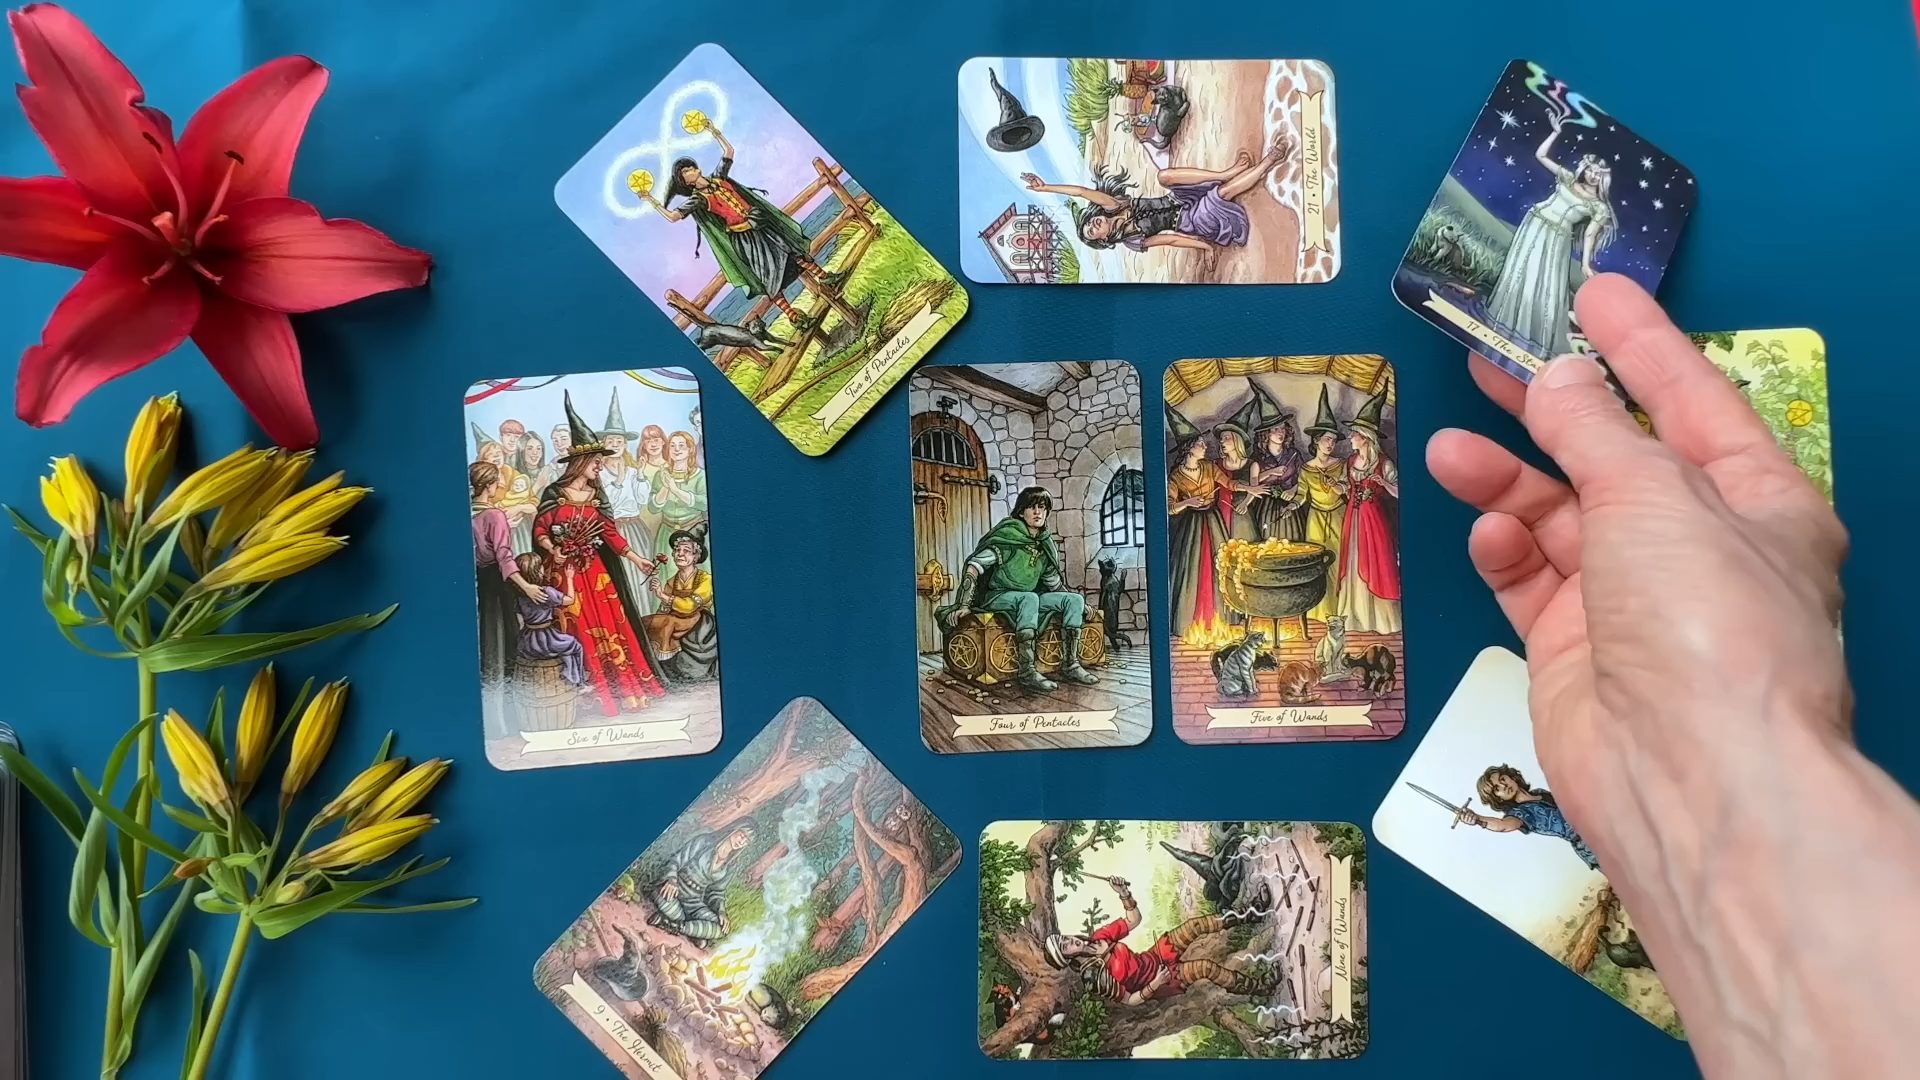 Two of Pentacles
21 • The World
17 • The Star
Six of Wands
Four of Pentacles
Five of Wands
9 • The Hermit
Nine of Wands